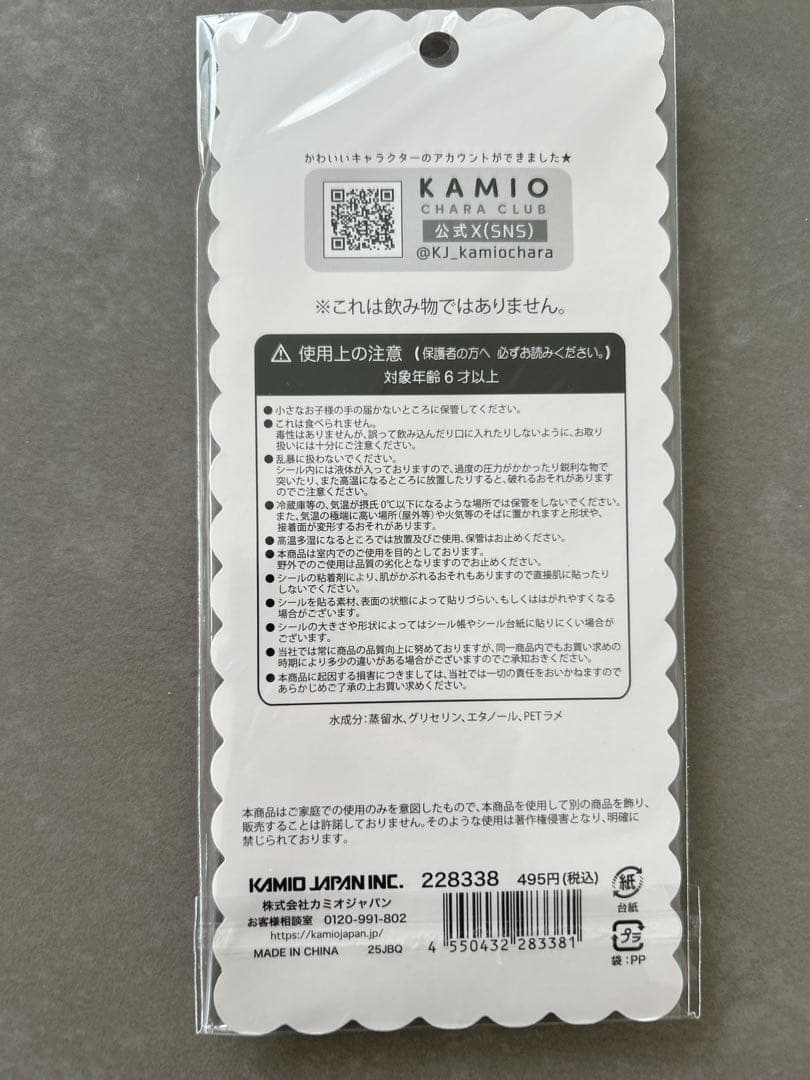 かわいいキャラクターのアカウントができました★
KAMIO
CHARA CLUB
公式X(SNS)
@KJ_kamiochara
※これは飲み物ではありません。
⚠ 使用上の注意 (保護者の方へ 必ずお読みください。)
対象年齢6才以上
●小さなお子様の手の届かないところに保管してください。
●これは食べられません。
毒性はありませんが、誤って飲み込んだり口に入れたりしないように、お取り
扱いには十分にご注意ください。
●乱暴に扱わないでください。
シール内には液体が入っておりますので、過度の圧力がかかったり鋭利な物で
突いたり、また高温になるところに放置したりすると、破れるおそれがあります
のでご注意ください。
●冷蔵庫等の、気温が摂氏0℃以下になるような場所では保管をしないでください。
また、気温の極端に高い場所(屋外等)や火気等のそばに置かれますと形状や、
接着面が変形するおそれがあります。
●高温多湿になるところでは放置及びご使用、保管はお止めください。
●本商品は室内でのご使用を目的としております。
野外でのご使用は品質の劣化となりますのでお止めください。
●シールの粘着剤により、肌がかぶれるおそれもありますので直接肌に貼ったり
しないでください。
●シールを貼る素材、表面の状態によって貼りづらい、もしくははがれやすくなる
場合がございます。
●シールの大きさや形状によってはシール帳やシール台紙に貼りにくい場合が
ございます。
●当社では常に商品の品質向上に努めておりますが、同一商品内でもお買い求めの
時期により多少の違いがある場合がございますのでご承知おきください。
●本商品に起因する損害につきましては、当社では一切の責任をおいかねますので
あらかじめご了承の上お買い求めください。
水成分:蒸留水、グリセリン、エタノール、PETラメ
本商品はご家庭での使用のみを意図したもので、本商品を使用して別の商品を飾り、
販売することは許諾しておりません。そのような使用は著作権侵害となり、明確に
禁じられております。
KAMIO JAPAN INC. 228338 495円(税込)
株式会社カミオジャパン
お客様相談室 0120-991-802
https://kamiojapan.jp/
MADE IN CHINA 25JBQ
4 550432 283381
紙
台紙
プラ
袋:PP